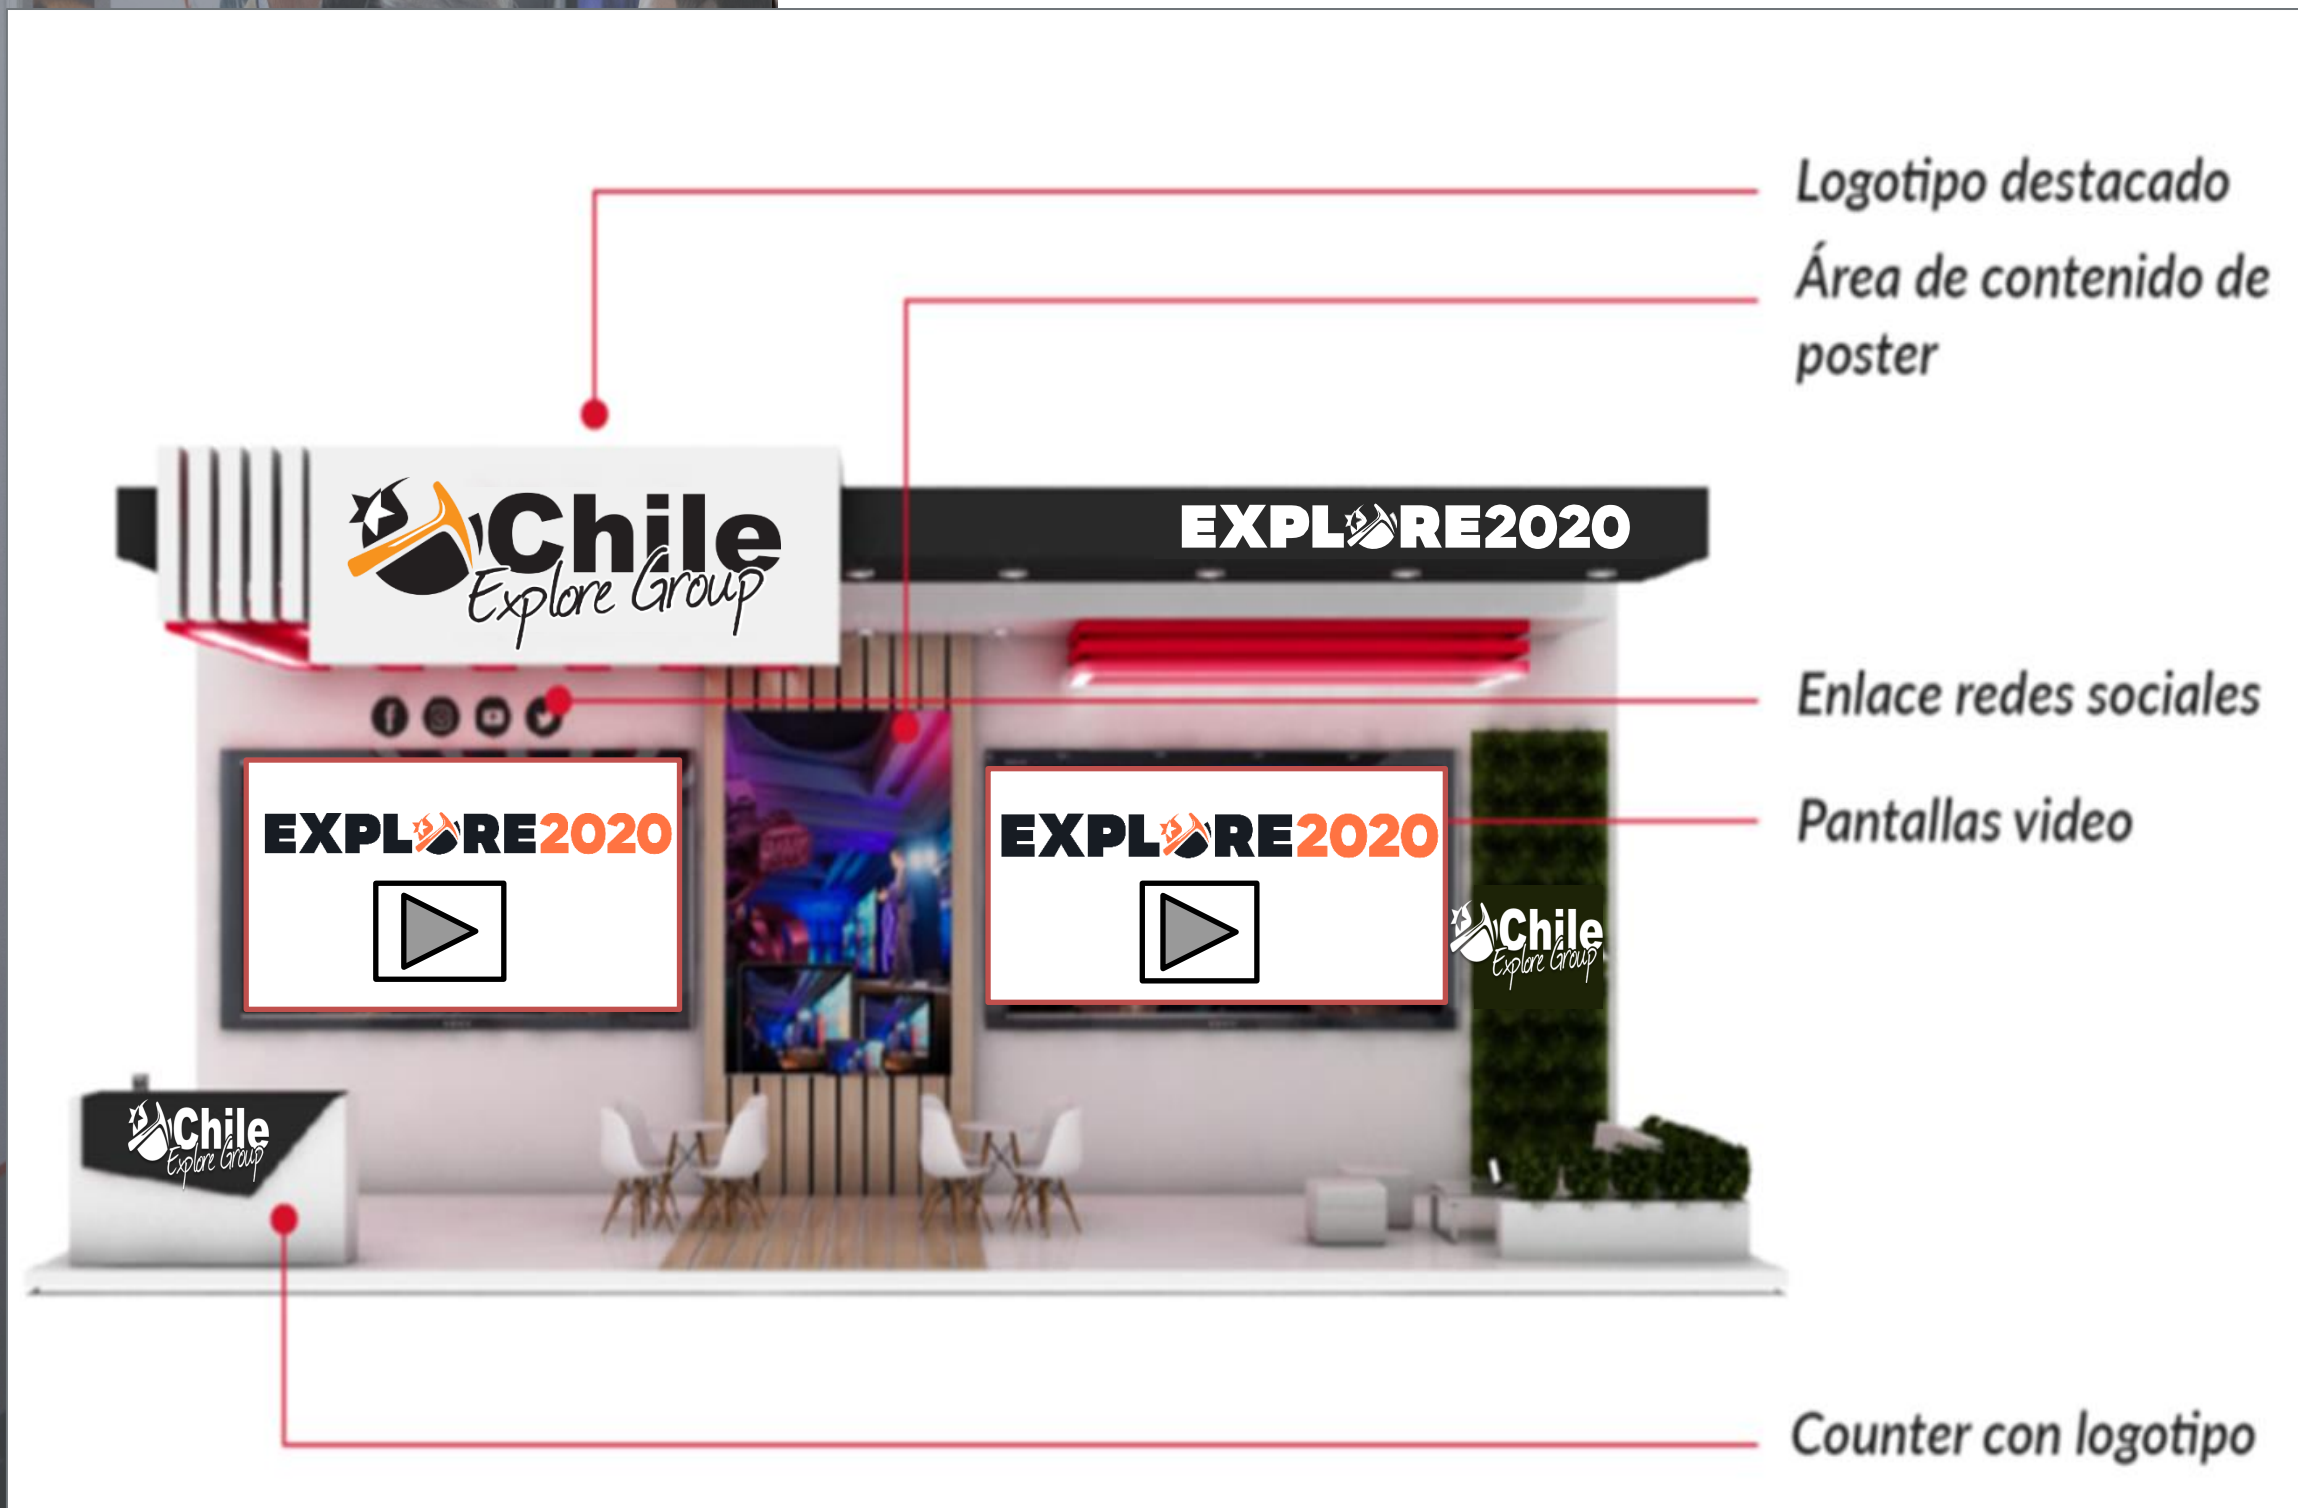 Logotipo destacado
Área de contenido de
poster
Chile
Explore Group
EXPLORE2020
Enlace redes sociales
Pantallas video
EXPLORE2020
EXPLORE2020
Chile
Explore Group
Chile
Explore Group
Counter con logotipo